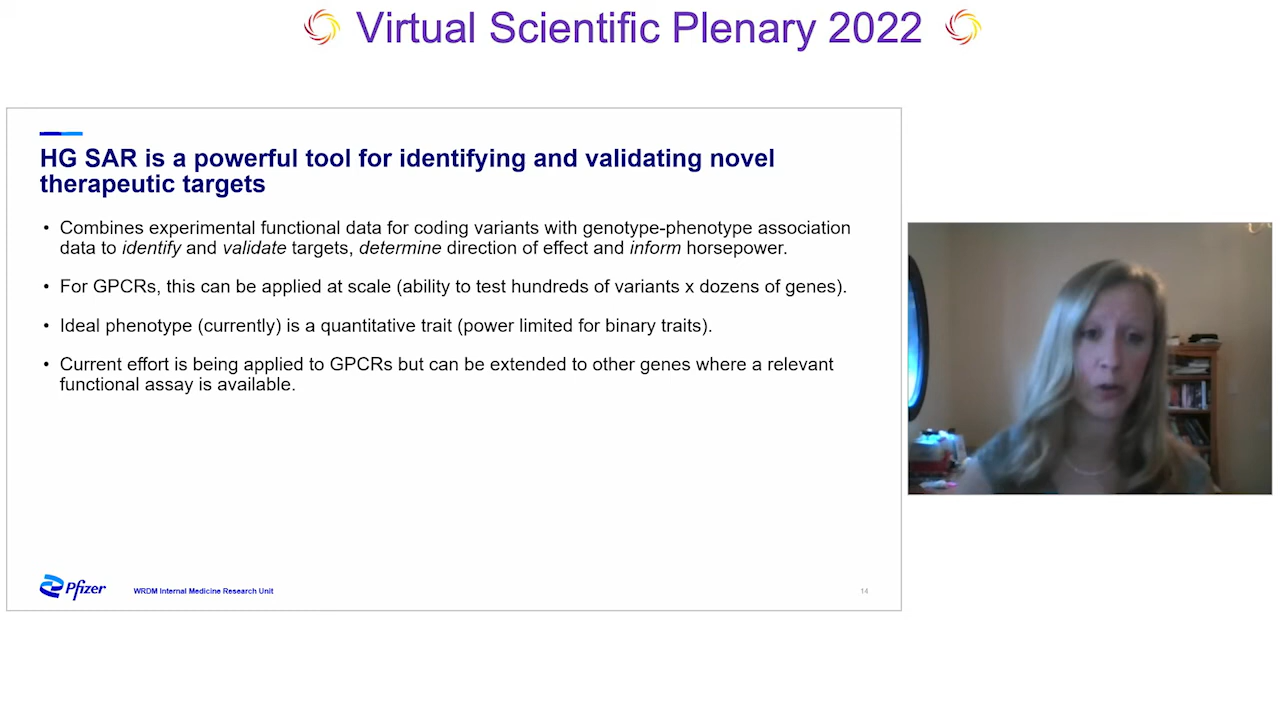 Virtual Scientific Plenary 2022
HG SAR is a powerful tool for identifying and validating novel
therapeutic targets
• Combines experimental functional data for coding variants with genotype-phenotype association
data to identify and validate targets, determine direction of effect and inform horsepower.
• For GPCRs, this can be applied at scale (ability to test hundreds of variants x dozens of genes).
• Ideal phenotype (currently) is a quantitative trait (power limited for binary traits).
• Current effort is being applied to GPCRs but can be extended to other genes where a relevant
functional assay is available.
Pfizer
WRDM Internal Medicine Research Unit
14